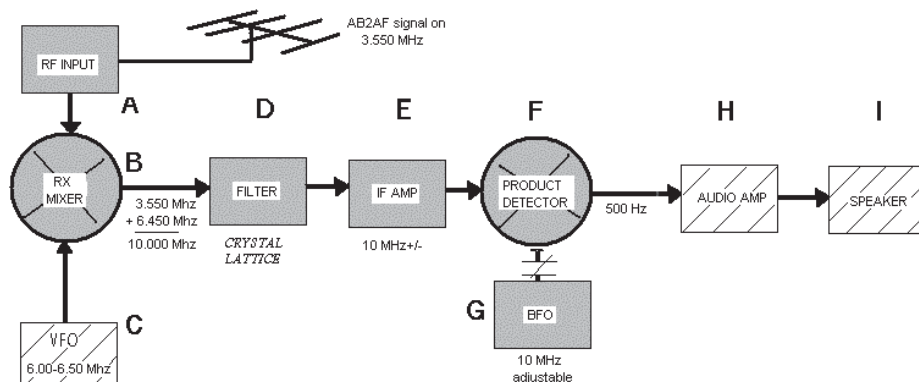 AB2AF signal on
3.550 MHz
RF INPUT
A
D
E
F
H
I
B
RX
MIXER
3.550 Mhz
+ 6.450 Mhz
10.000 Mhz
FILTER
CRYSTAL
LATTICE
IF AMP
10 MHz+/-
PRODUCT
DETECTOR
500 Hz
AUDIO AMP
SPEAKER
C
VFO
6.00-6.50 Mhz
G
BFO
10 MHz
adjustable